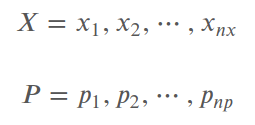 X = x₁, x₂, ⋯ , xₙₓ
P = p₁, p₂, ⋯ , pₙₚ